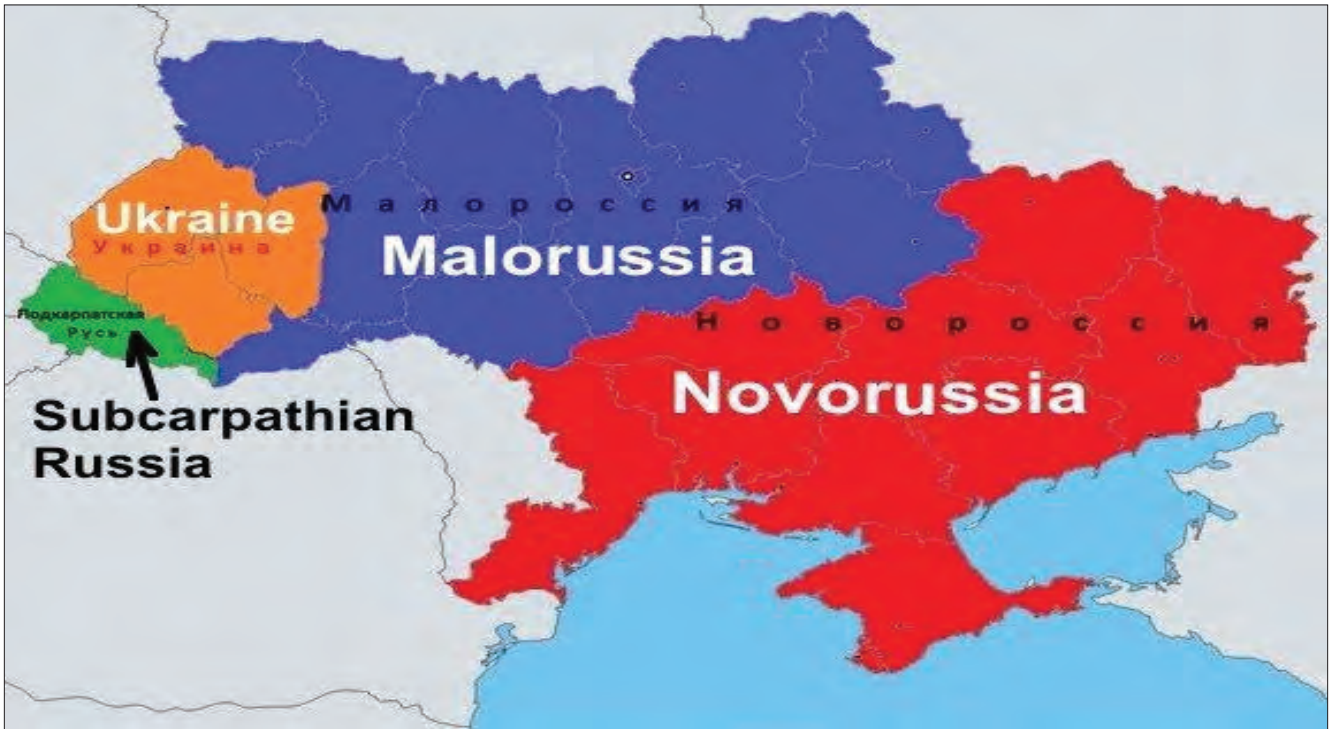 Малороссия
Ukraine
Украина
Malorussia
Подкарпатская
Русь
Новороссия
Novorussia
Subcarpathian
Russia